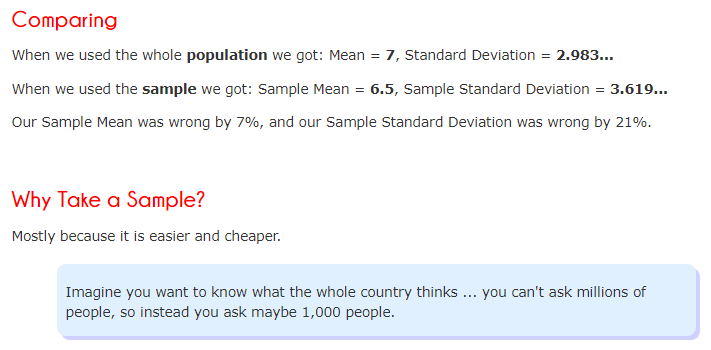 Comparing
When we used the whole population we got: Mean = 7, Standard Deviation = 2.983...
When we used the sample we got: Sample Mean = 6.5, Sample Standard Deviation = 3.619...
Our Sample Mean was wrong by 7%, and our Sample Standard Deviation was wrong by 21%.
Why Take a Sample?
Mostly because it is easier and cheaper.
Imagine you want to know what the whole country thinks ... you can't ask millions of
people, so instead you ask maybe 1,000 people.